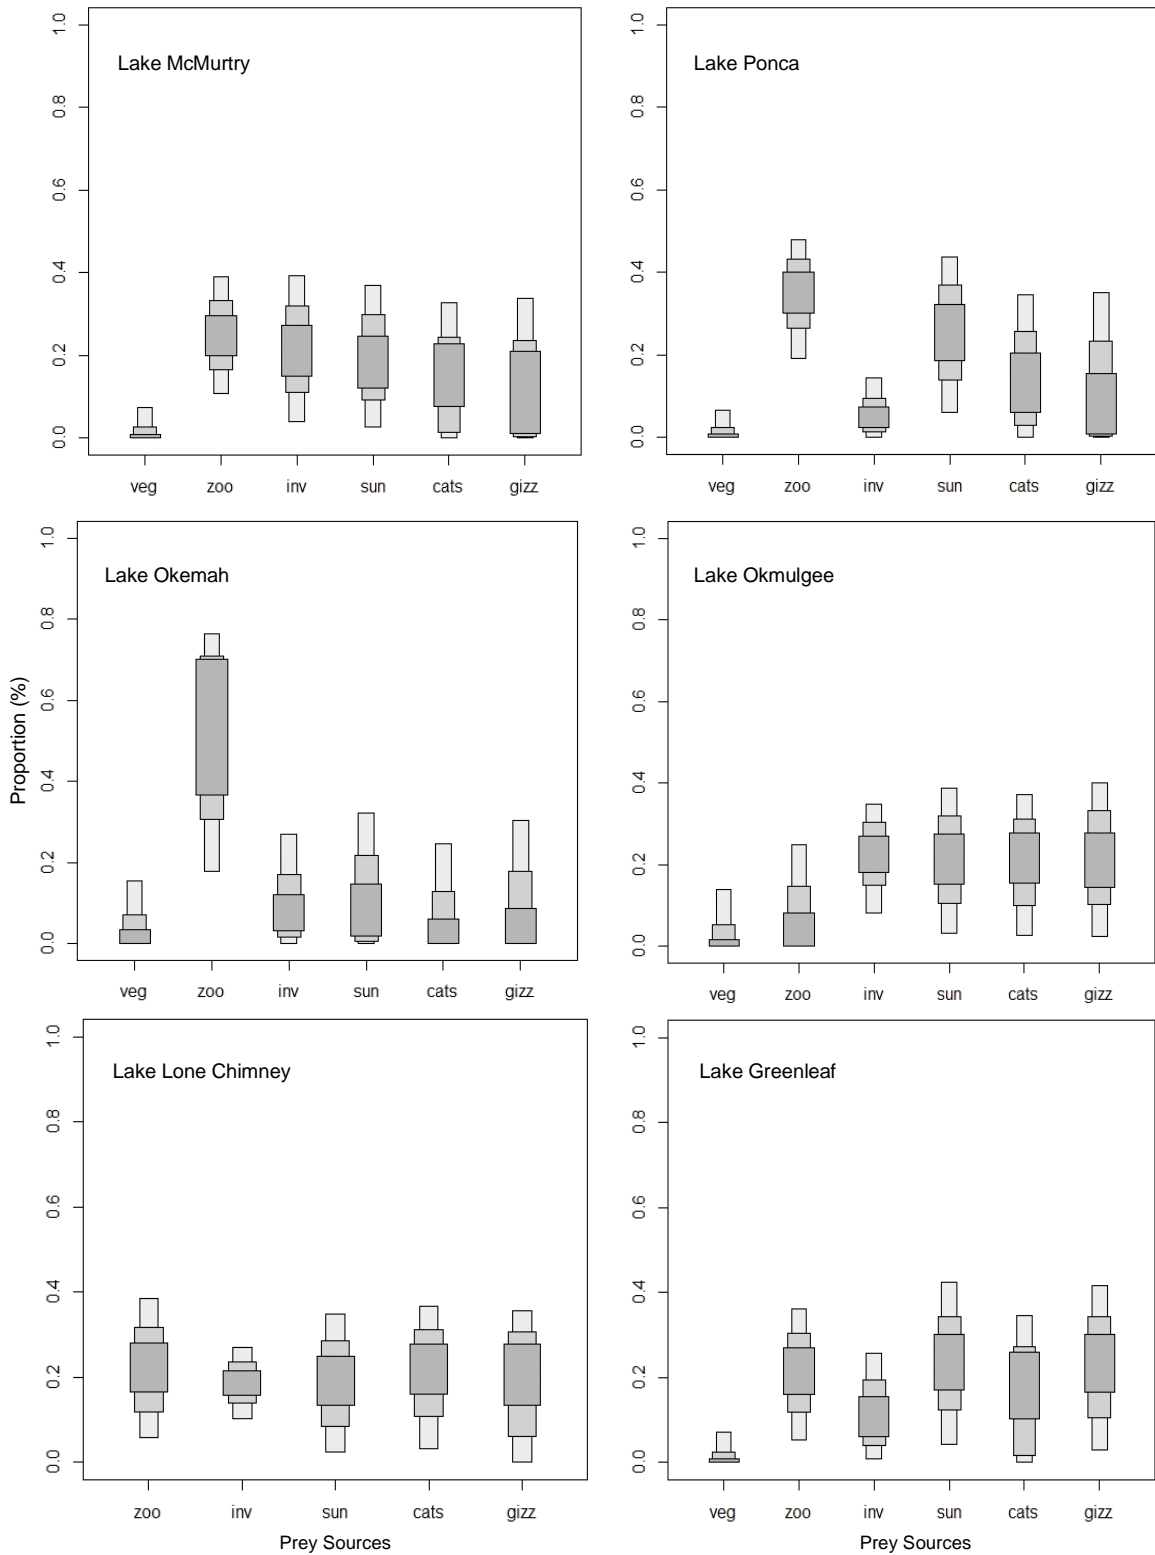 Lake McMurtry
1.0
0.8
0.6
0.4
0.2
0.0
veg zoo inv sun cats gizz
Lake Ponca
1.0
0.8
0.6
0.4
0.2
0.0
veg zoo inv sun cats gizz
Proportion (%)
Lake Okemah
1.0
0.8
0.6
0.4
0.2
0.0
veg zoo inv sun cats gizz
Lake Okmulgee
1.0
0.8
0.6
0.4
0.2
0.0
veg zoo inv sun cats gizz
Lake Lone Chimney
1.0
0.8
0.6
0.4
0.2
0.0
zoo inv sun cats gizz
Prey Sources
Lake Greenleaf
1.0
0.8
0.6
0.4
0.2
0.0
veg zoo inv sun cats gizz
Prey Sources